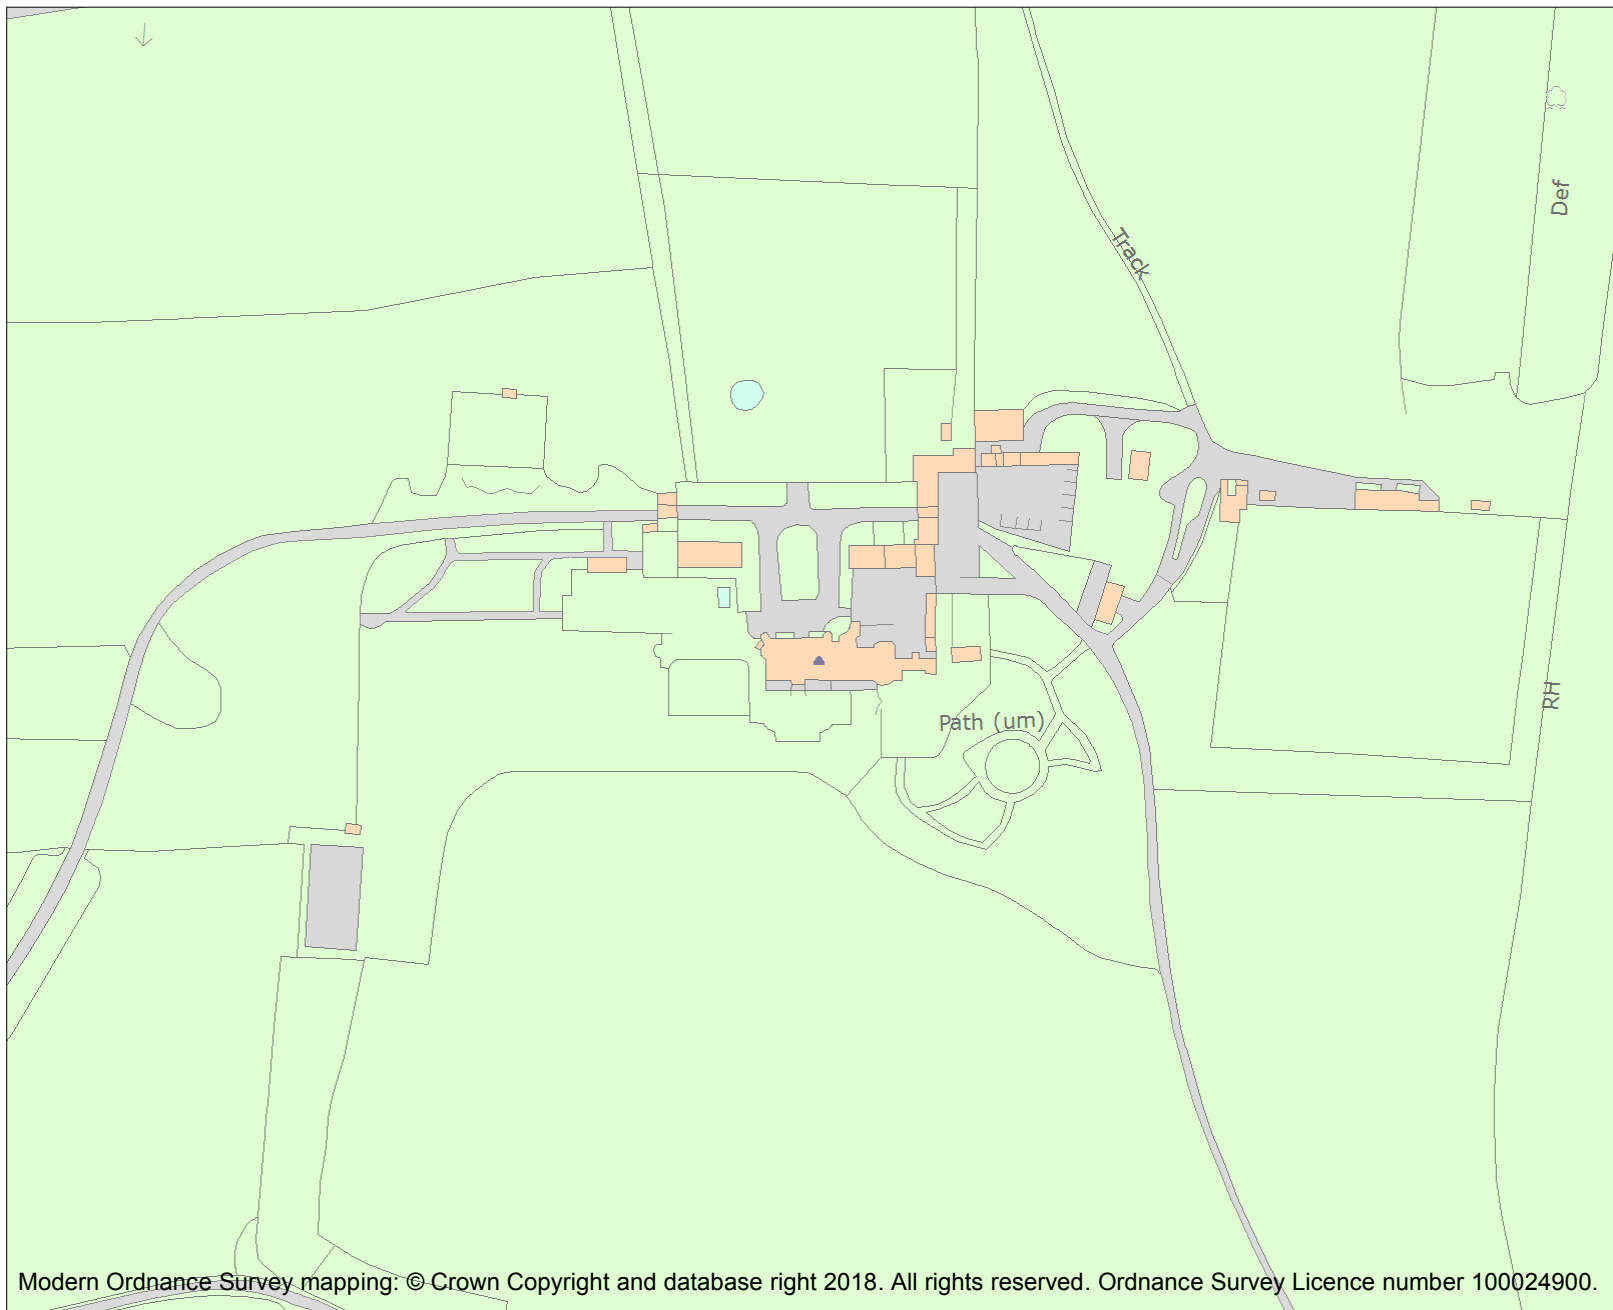 Def
Track
RH
Path (um)
Modern Ordnance Survey mapping: © Crown Copyright and database right 2018. All rights reserved. Ordnance Survey Licence number 100024900.